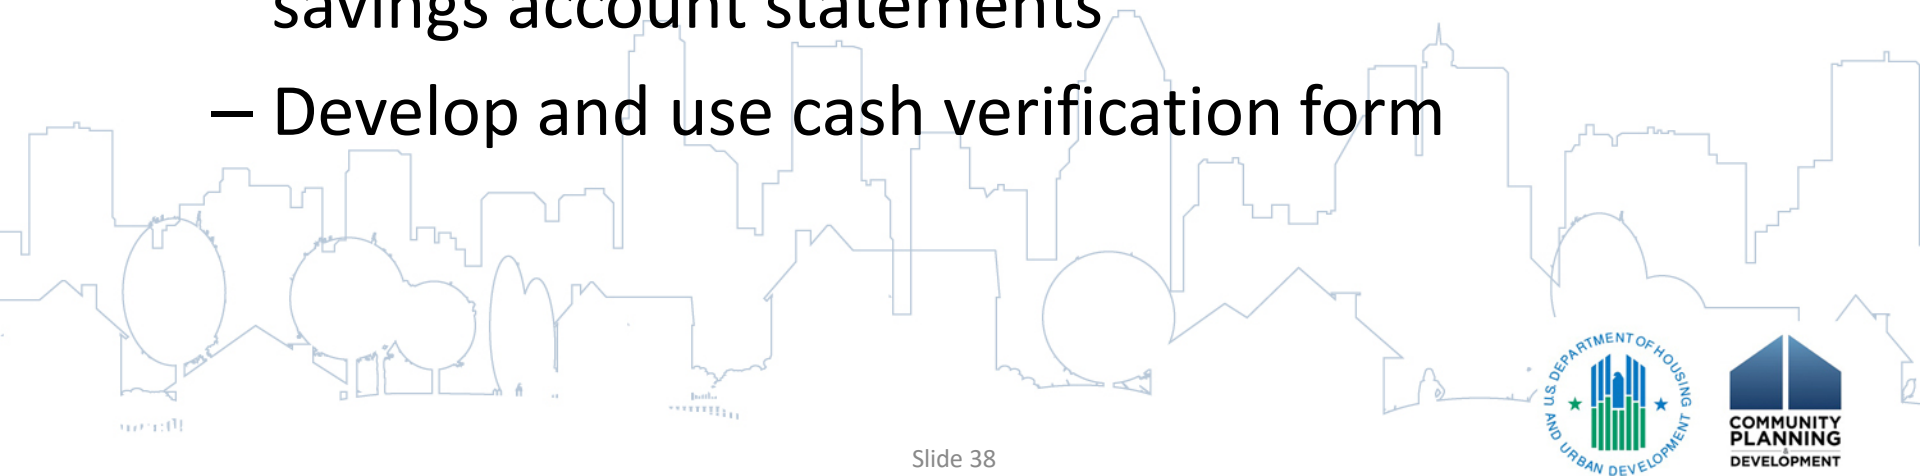 savings account statements
– Develop and use cash verification form
U.S. DEPARTMENT OF HOUSING AND URBAN DEVELOPMENT
COMMUNITY
PLANNING
&
DEVELOPMENT
Slide 38